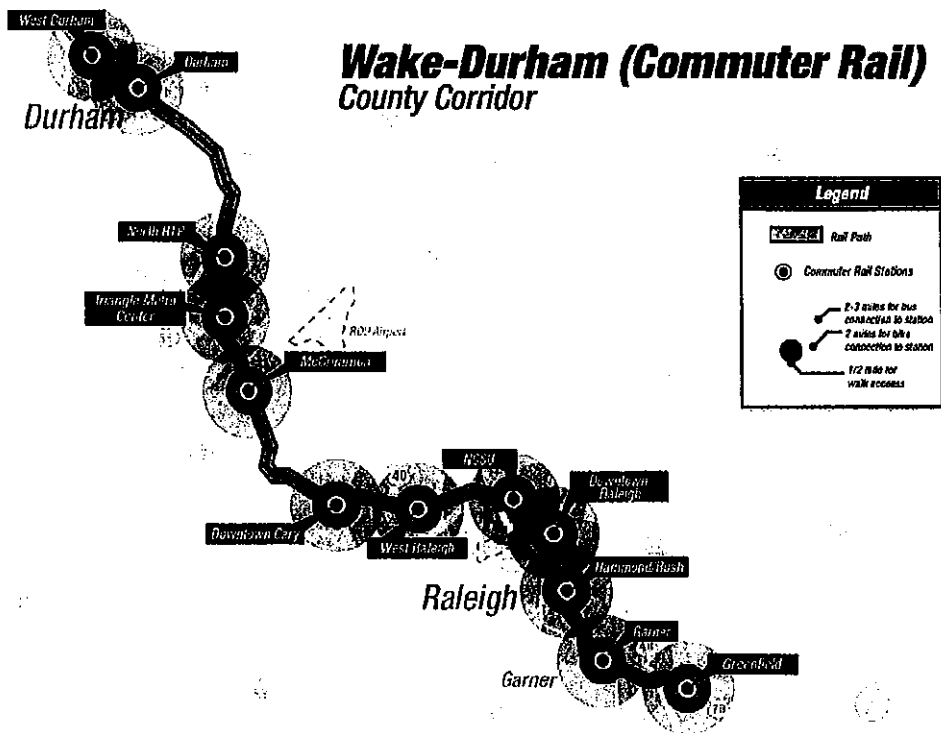 West Durham
Durham
Wake-Durham (Commuter Rail)
County Corridor
Durham
Legend
Rail Path
Commuter Rail Stations
2-3 miles for bus
connection to station
2 miles for bike
connection to station
1/2 mile for
walk access
North RTP
Triangle Metro
Center
RDU Airport
McCrimmon
NCSU
40
Downtown
Raleigh
Downtown Cary
West Raleigh
Hammond/Rush
Raleigh
Garner
Greenfield
Garner
70